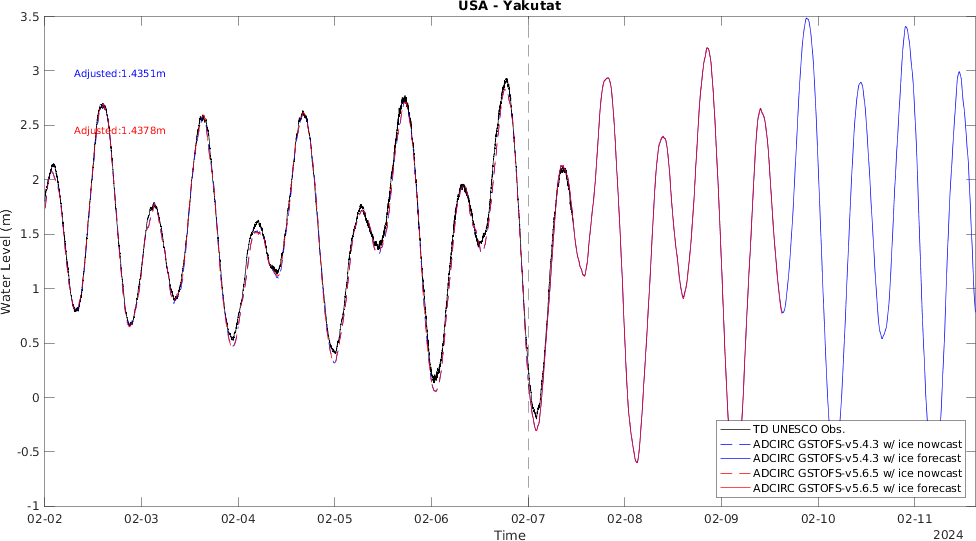 USA - Yakutat
3.5
3
2.5
2
1.5
1
0.5
0
-0.5
-1
Water Level (m)
Adjusted:1.4351m
Adjusted:1.4378m
TD UNESCO Obs.
ADCIRC GSTOFS-v5.4.3 w/ ice nowcast
ADCIRC GSTOFS-v5.4.3 w/ ice forecast
ADCIRC GSTOFS-v5.6.5 w/ ice nowcast
ADCIRC GSTOFS-v5.6.5 w/ ice forecast
02-02 02-03 02-04 02-05 02-06 02-07 02-08 02-09 02-10 02-11
Time
2024